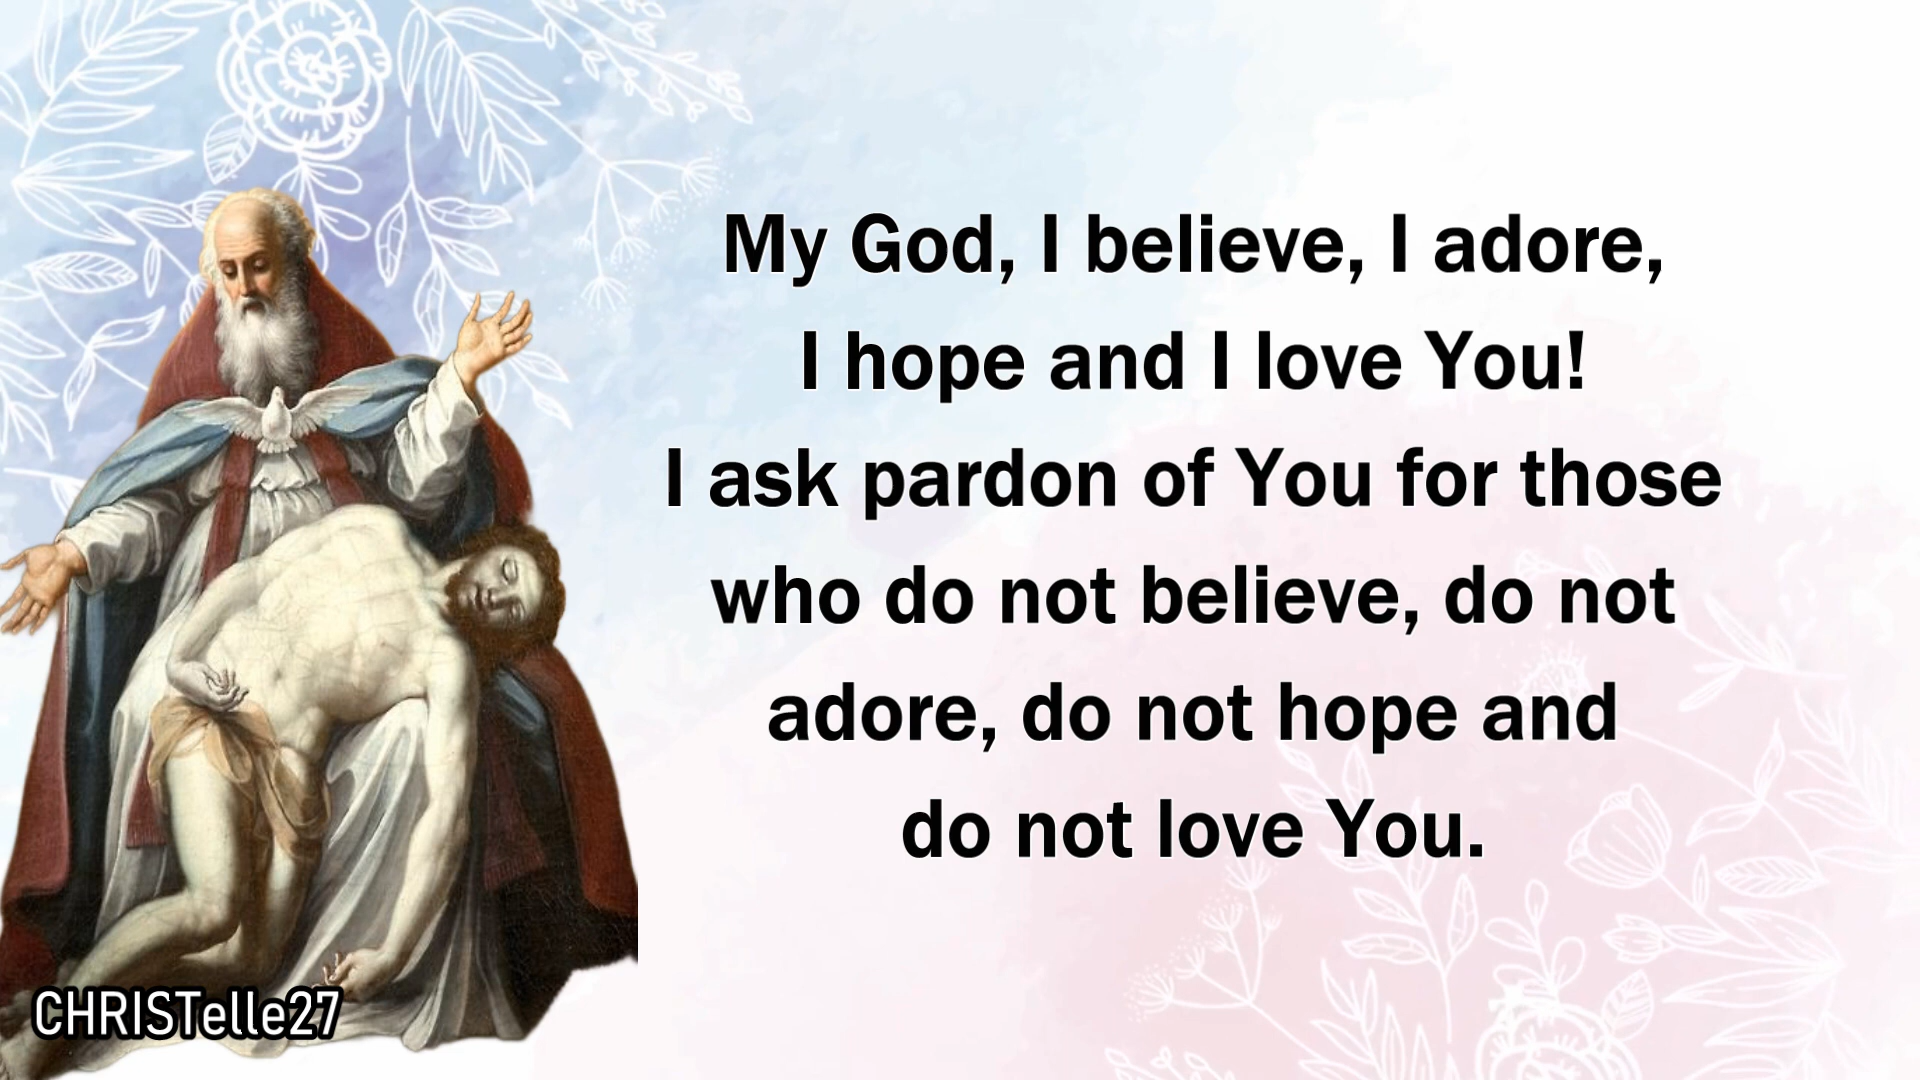 My God, I believe, I adore,
I hope and I love You!
I ask pardon of You for those
who do not believe, do not
adore, do not hope and
do not love You.
CHRISTelle27